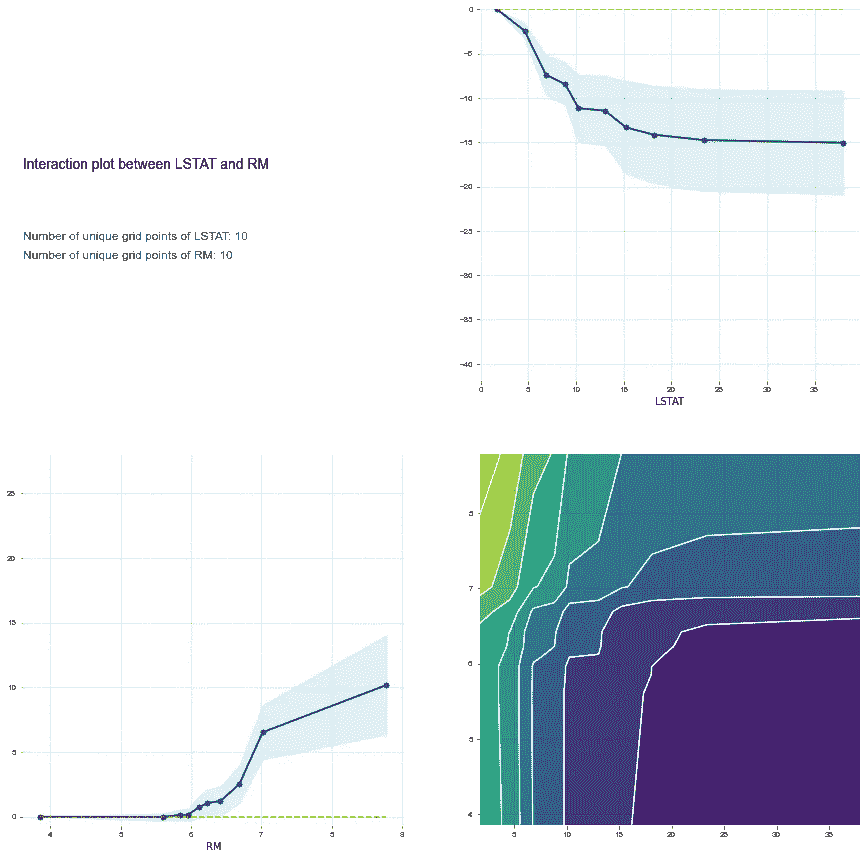 0
−5
−10
−15
−20
−25
−30
−35
−40
0 5 10 15 20 25 30 35
LSTAT
Interaction plot between LSTAT and RM
Number of unique grid points of LSTAT: 10
Number of unique grid points of RM: 10
25
20
15
10
5
0
4 5 6 7 8 9
RM
8
7
6
5
4
5 10 15 20 25 30 35